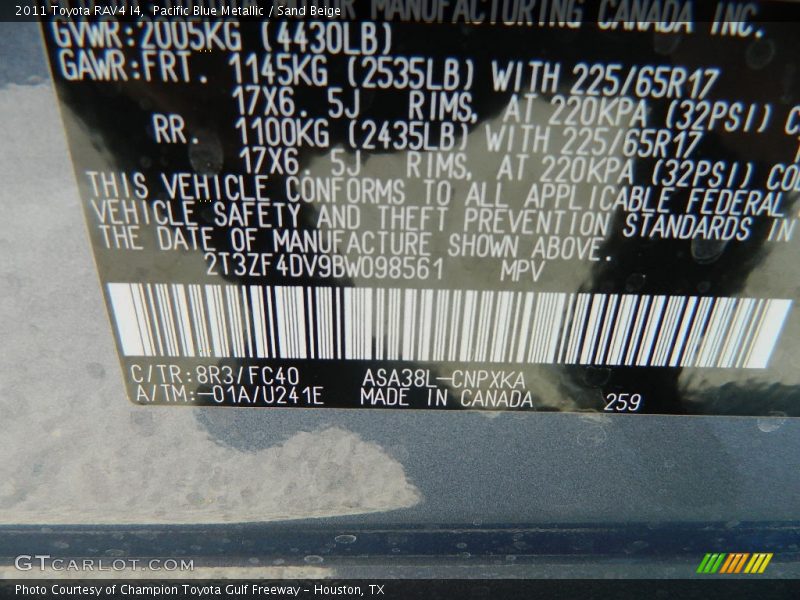 2011 Toyota RAV4 I4, Pacific Blue Metallic / Sand Beige
MANUFACTURING CANADA INC.
GVWR:2005KG (4430LB)
GAWR:FRT. 1145KG (2535LB) WITH 225/65R17
17X6. 5J RIMS, AT 220KPA (32PSI)
RR. 1100KG (2435LB) WITH 225/65R17
17X6. 5J RIMS, AT 220KPA (32PSI)
THIS VEHICLE CONFORMS TO ALL APPLICABLE FEDERAL
VEHICLE SAFETY AND THEFT PREVENTION STANDARDS IN
THE DATE OF MANUFACTURE SHOWN ABOVE.
2T3ZF4DV9BW098561 MPV
C/TR:8R3/FC40 ASA38L-CNPXKA
A/TM:-01A/U241E MADE IN CANADA 259
GTCARLOT.COM
Photo Courtesy of Champion Toyota Gulf Freeway - Houston, TX